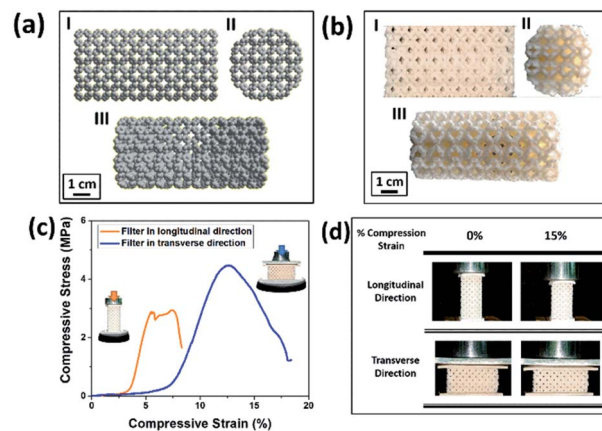 (a)
I
II
III
1 cm
(b)
I
II
III
1 cm
(c)
Filter in longitudinal direction
Filter in transverse direction
Compressive Stress (MPa)
6
4
2
0
0 5 10 15 20
Compressive Strain (%)
(d)
% Compression
Strain
0% 15%
Longitudinal
Direction
Transverse
Direction